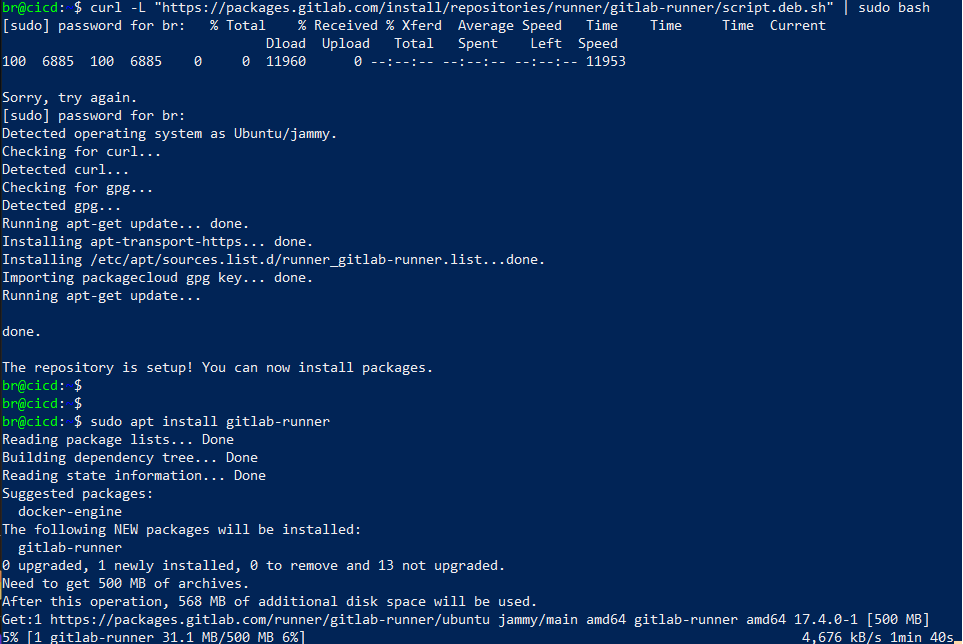 br@cicd: $ curl -L "https://packages.gitlab.com/install/repositories/runner/gitlab-runner/script.deb.sh" | sudo bash
[sudo] password for br:   % Total    % Received % Xferd  Average Speed   Time    Time     Time  Current
                                 Dload  Upload   Total   Spent    Left  Speed
100  6885  100  6885    0     0  11960      0 --:--:-- --:--:-- --:--:-- 11953
Sorry, try again.
[sudo] password for br:
Detected operating system as Ubuntu/jammy.
Checking for curl...
Detected curl...
Checking for gpg...
Detected gpg...
Running apt-get update... done.
Installing apt-transport-https... done.
Installing /etc/apt/sources.list.d/runner_gitlab-runner.list...done.
Importing packagecloud gpg key... done.
Running apt-get update...
done.
The repository is setup! You can now install packages.
br@cicd: $
br@cicd: $
br@cicd: $ sudo apt install gitlab-runner
Reading package lists... Done
Building dependency tree... Done
Reading state information... Done
Suggested packages:
  docker-engine
The following NEW packages will be installed:
  gitlab-runner
0 upgraded, 1 newly installed, 0 to remove and 13 not upgraded.
Need to get 500 MB of archives.
After this operation, 568 MB of additional disk space will be used.
Get:1 https://packages.gitlab.com/runner/gitlab-runner/ubuntu jammy/main amd64 gitlab-runner amd64 17.4.0-1 [500 MB]
5% [1 gitlab-runner 31.1 MB/500 MB 6%]                                                              4,676 kB/s 1min 40s